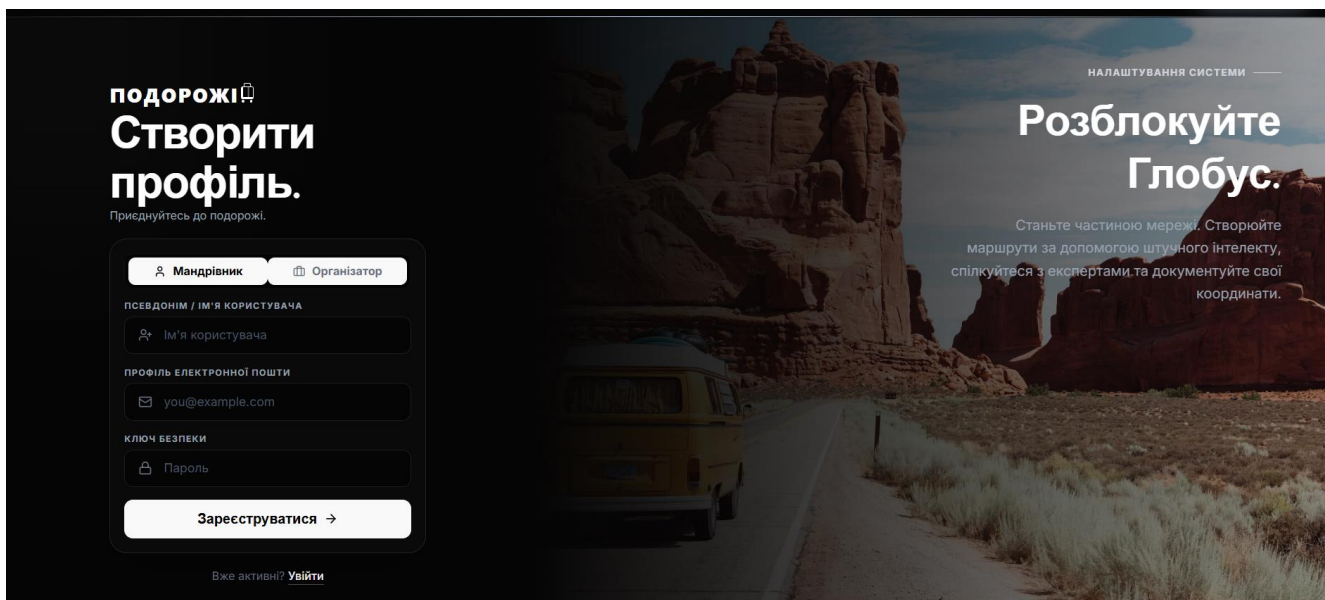 ПОДОРОЖІ
Створити
профіль.
Приєднуйтесь до подорожі.
Мандрівник
Організатор
ПСЕВДОНІМ / ІМ'Я КОРИСТУВАЧА
Ім'я користувача
ПРОФІЛЬ ЕЛЕКТРОННОЇ ПОШТИ
you@example.com
КЛЮЧ БЕЗПЕКИ
Пароль
Зареєструватися →
Вже активні? Увійти
НАЛАШТУВАННЯ СИСТЕМИ
Розблокуйте
Глобус.
Станьте частиною мережі. Створюйте
маршрути за допомогою штучного інтелекту,
спілкуйтеся з експертами та документуйте свої
координати.